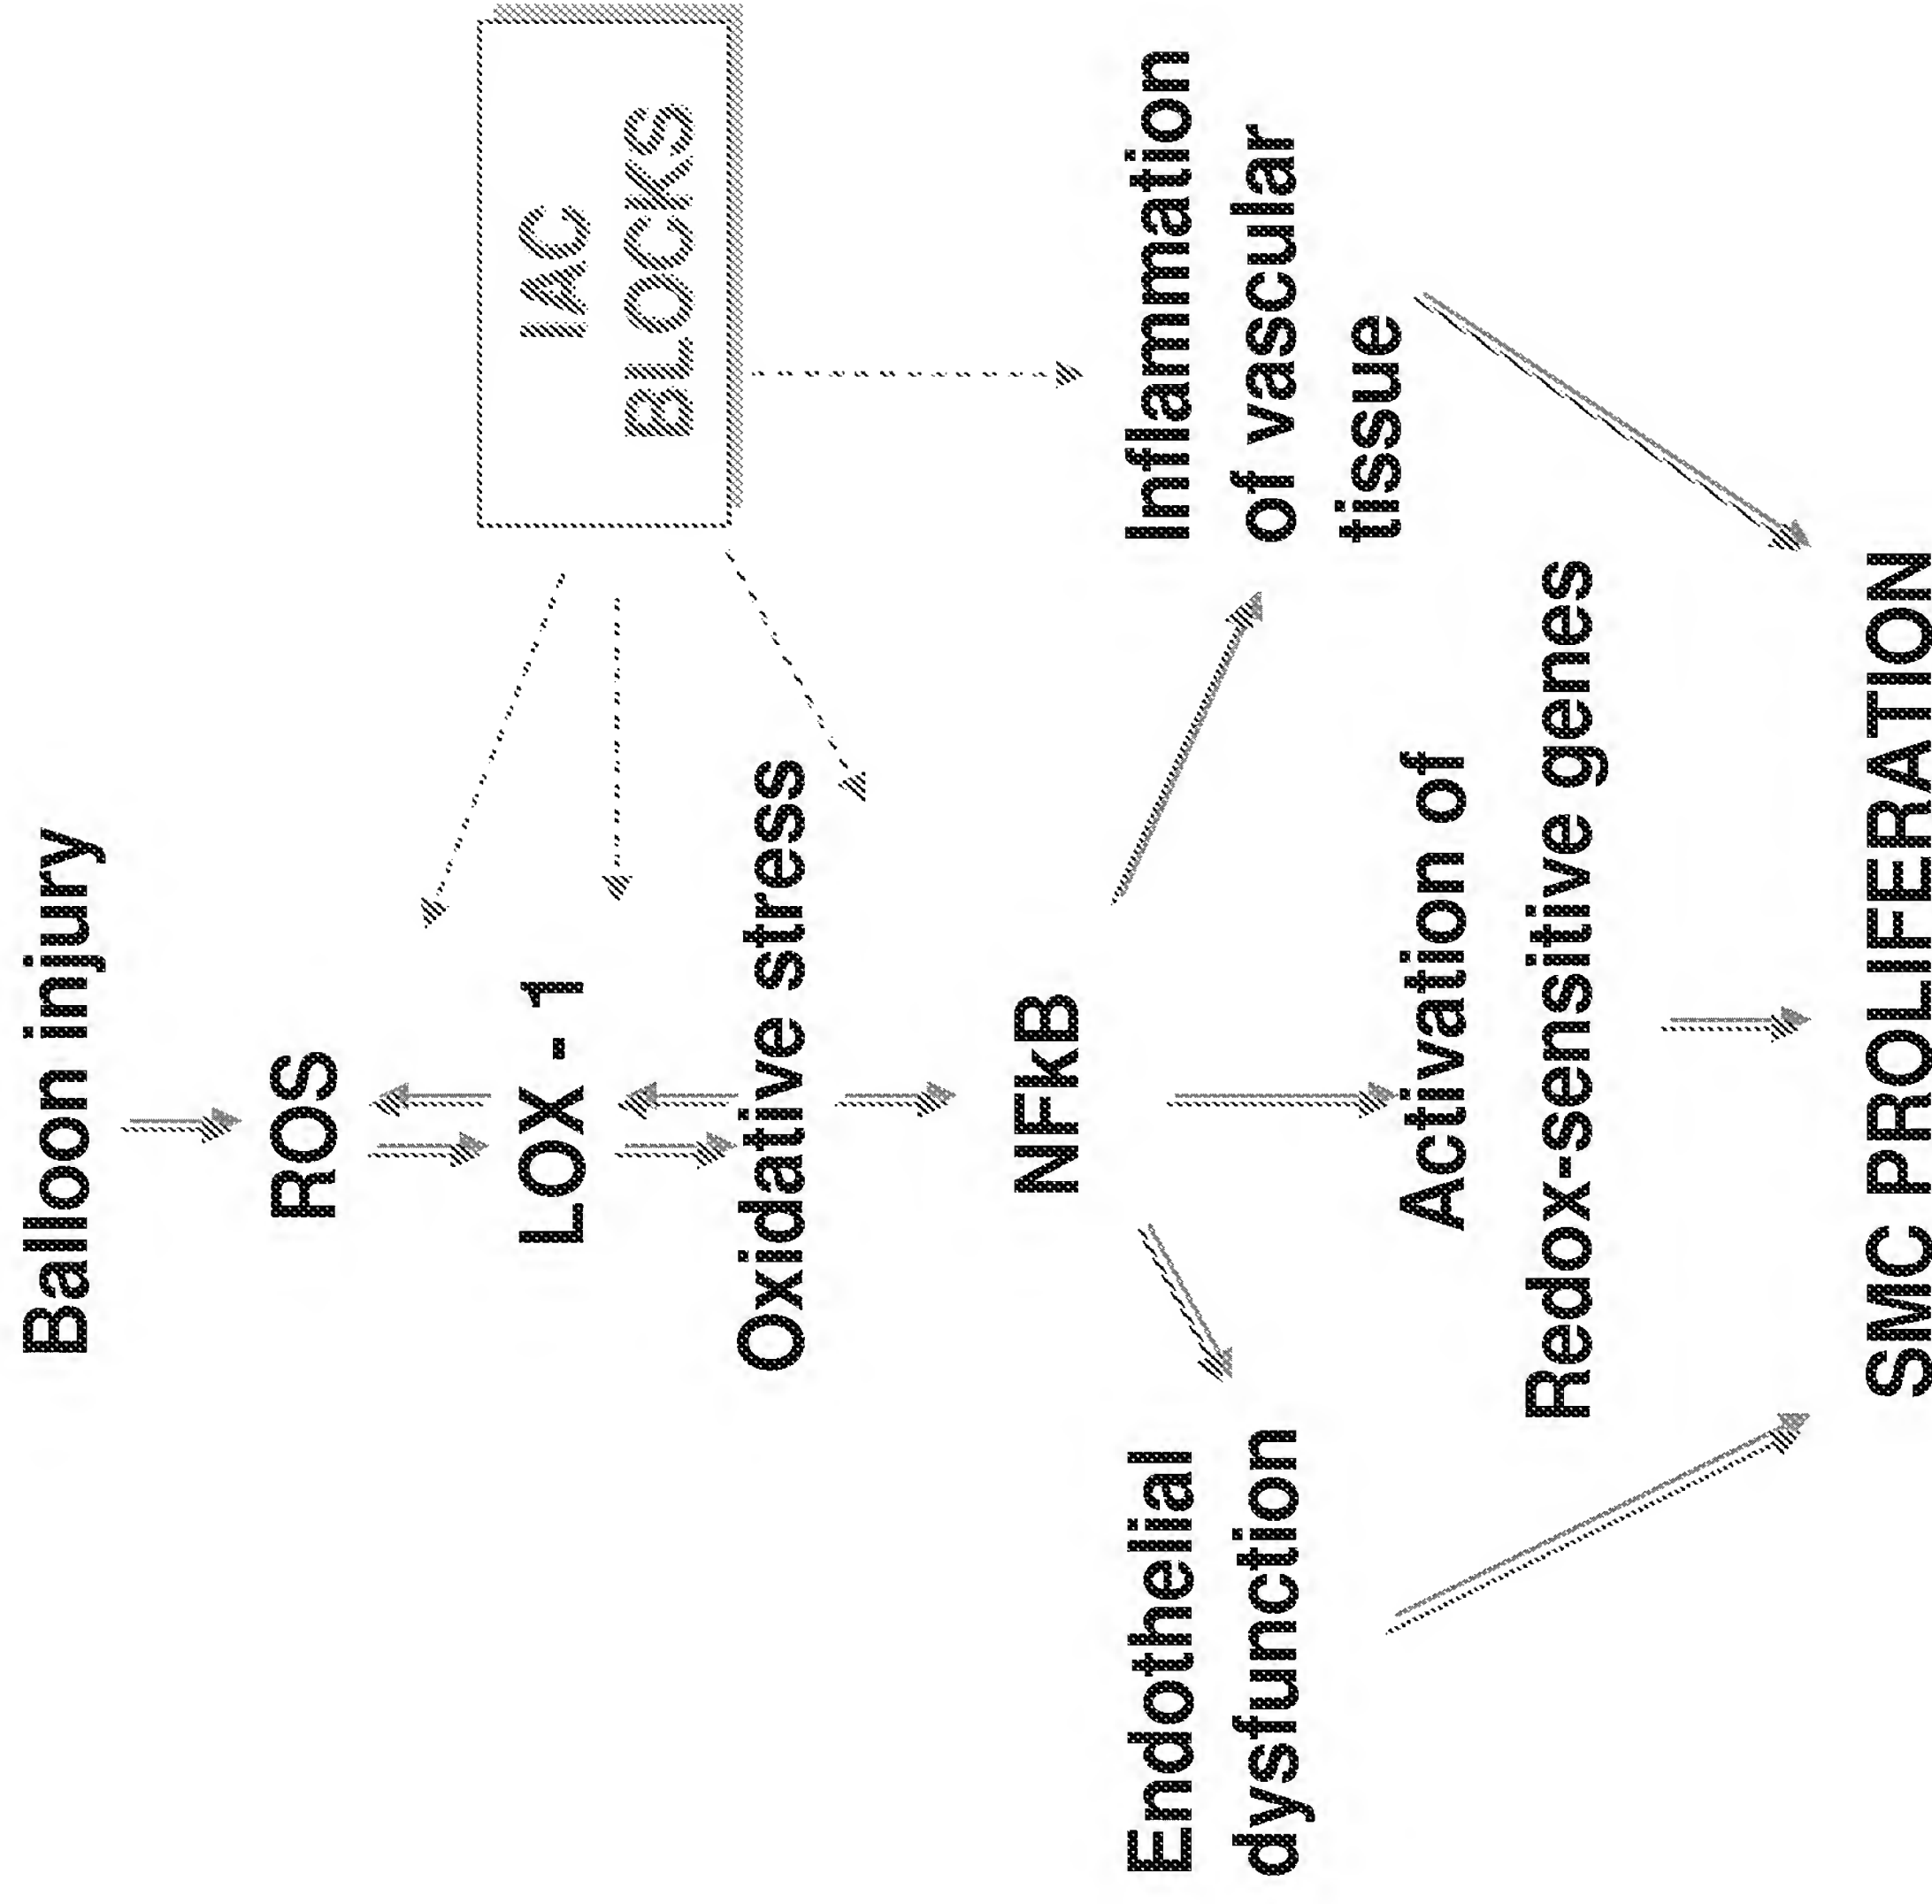 Balloon injury
ROS
LOX - 1
Oxidative stress
NFkB
IAC
BLOCKS
Endothelial
dysfunction
Activation of
Redox-sensitive genes
Inflammation
of vascular
tissue
SMC PROLIFERATION